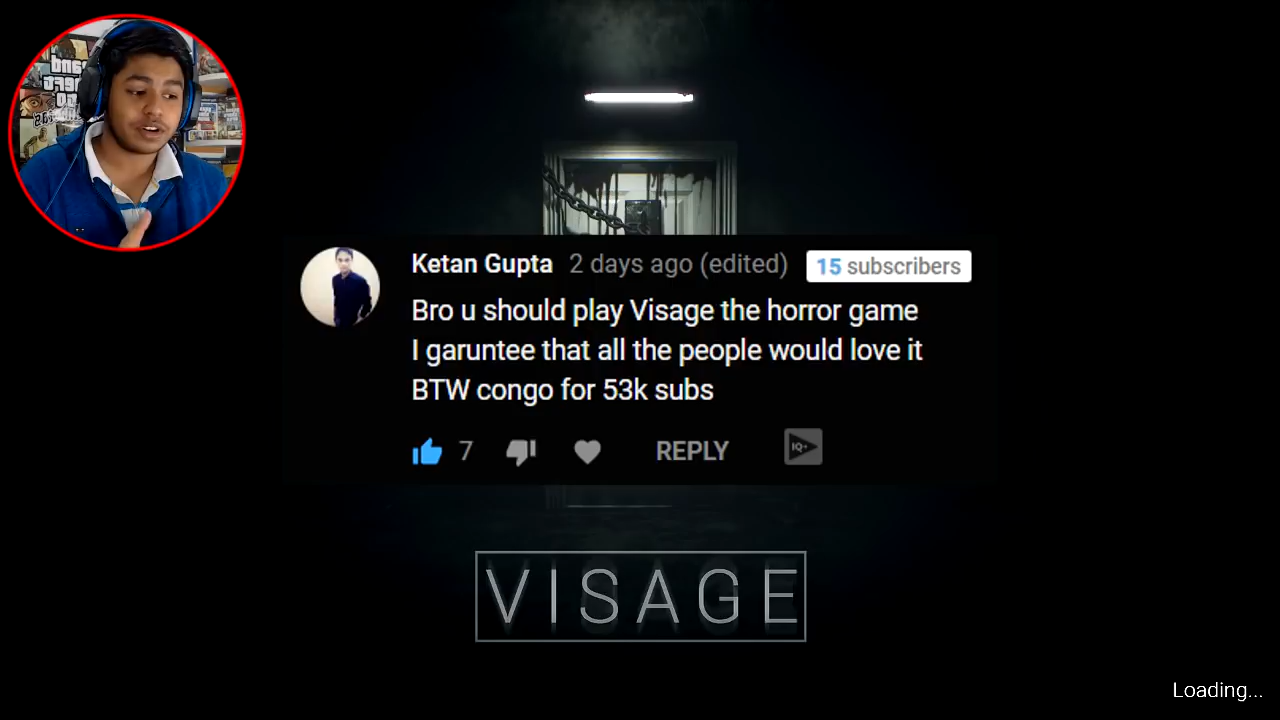 Ketan Gupta 2 days ago (edited) 15 subscribers
Bro u should play Visage the horror game
I garuntee that all the people would love it
BTW congo for 53k subs
7 REPLY IQ+
VISAGE
Loading...